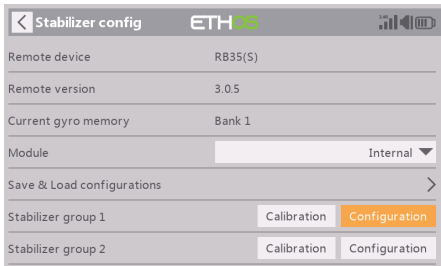 Stabilizer config ETHOS
Remote device RB35(S)
Remote version 3.0.5
Current gyro memory Bank 1
Module Internal
Save & Load configurations
Stabilizer group 1 Calibration Configuration
Stabilizer group 2 Calibration Configuration